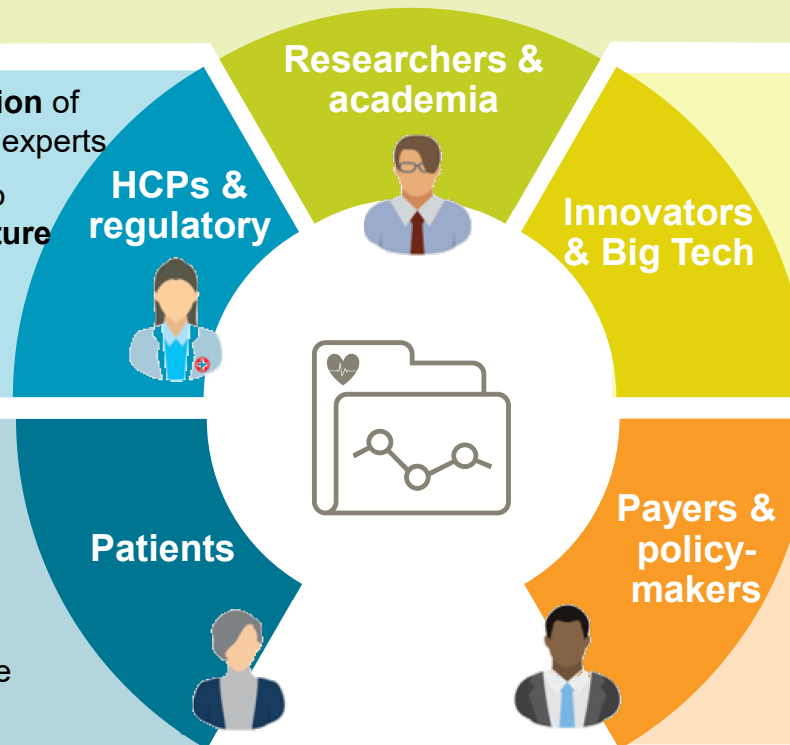 Researchers &
academia
ion of
experts
HCPs &
regulatory
ture
Innovators
& Big Tech
Patients
Payers &
policy-
makers
e